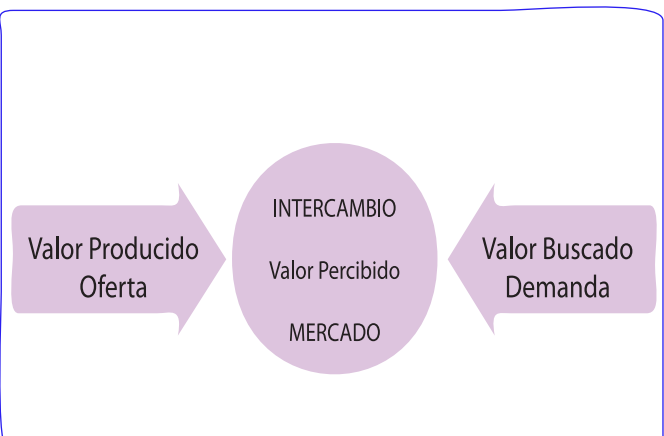 Valor Producido
Oferta
INTERCAMBIO
Valor Percibido
MERCADO
Valor Buscado
Demanda